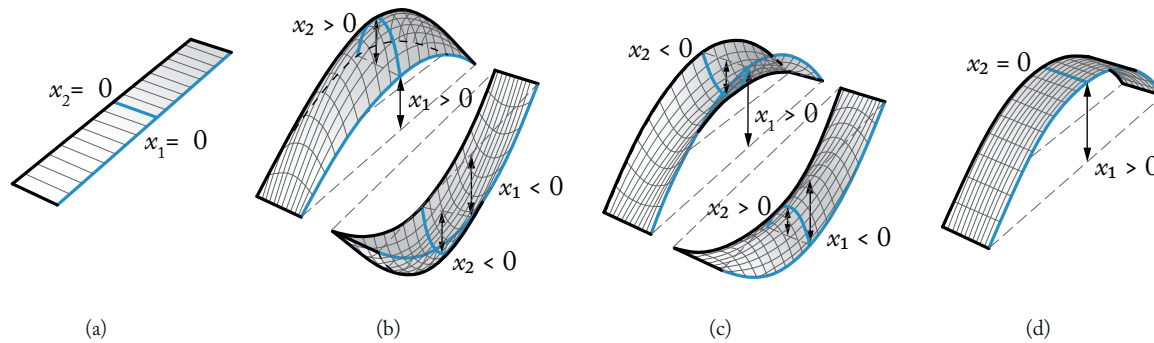 x₂= 0
x₁= 0
(a)
x₂ > 0
x₁ > 0
x₁ < 0
x₂ < 0
(b)
x₂ < 0
x₁ > 0
x₂ > 0
x₁ < 0
(c)
x₂ = 0
x₁ > 0
(d)